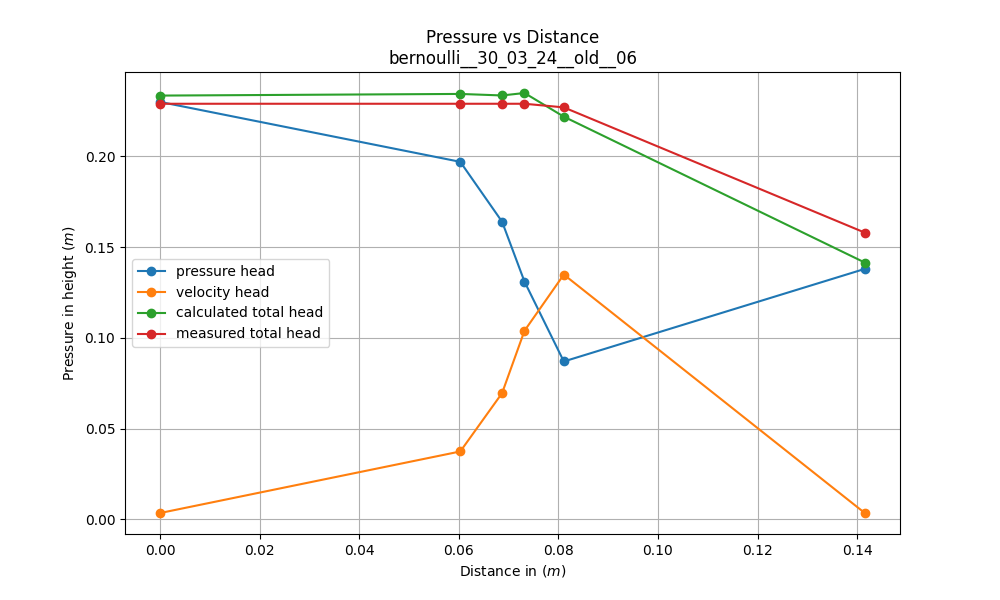 Pressure vs Distance
bernoulli__30_03_24__old__06
Pressure in height (m)
0.20
0.15
0.10
0.05
0.00
pressure head
velocity head
calculated total head
measured total head
0.00 0.02 0.04 0.06 0.08 0.10 0.12 0.14
Distance in (m)